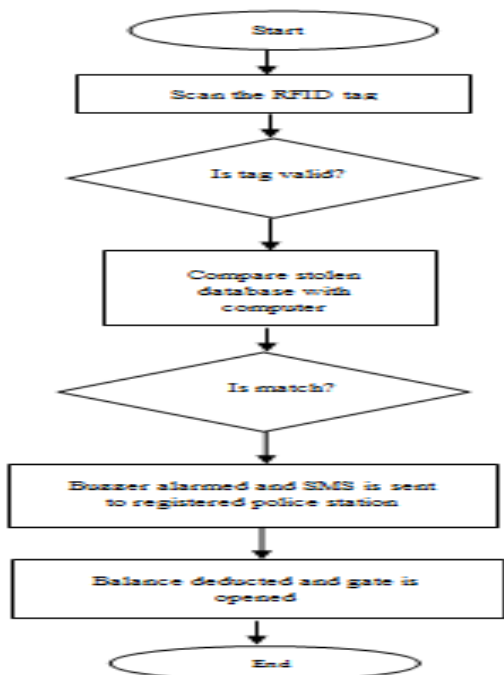 Start
Scan the RFID tag
Is tag valid?
Compare stolen
database with
computer
Is match?
Buzzer alarmed and SMS is sent
to registered police station
Balance deducted and gate is
opened
End